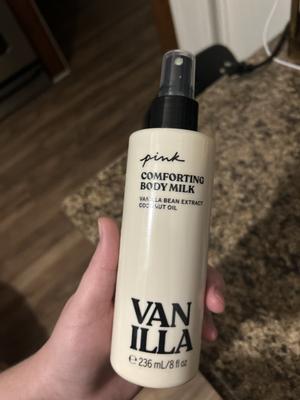 pink
COMFORTING
BODY MILK
VANILLA BEAN EXTRACT
COCONUT OIL
VAN
ILLA
℮ 236 mL/8 fl oz